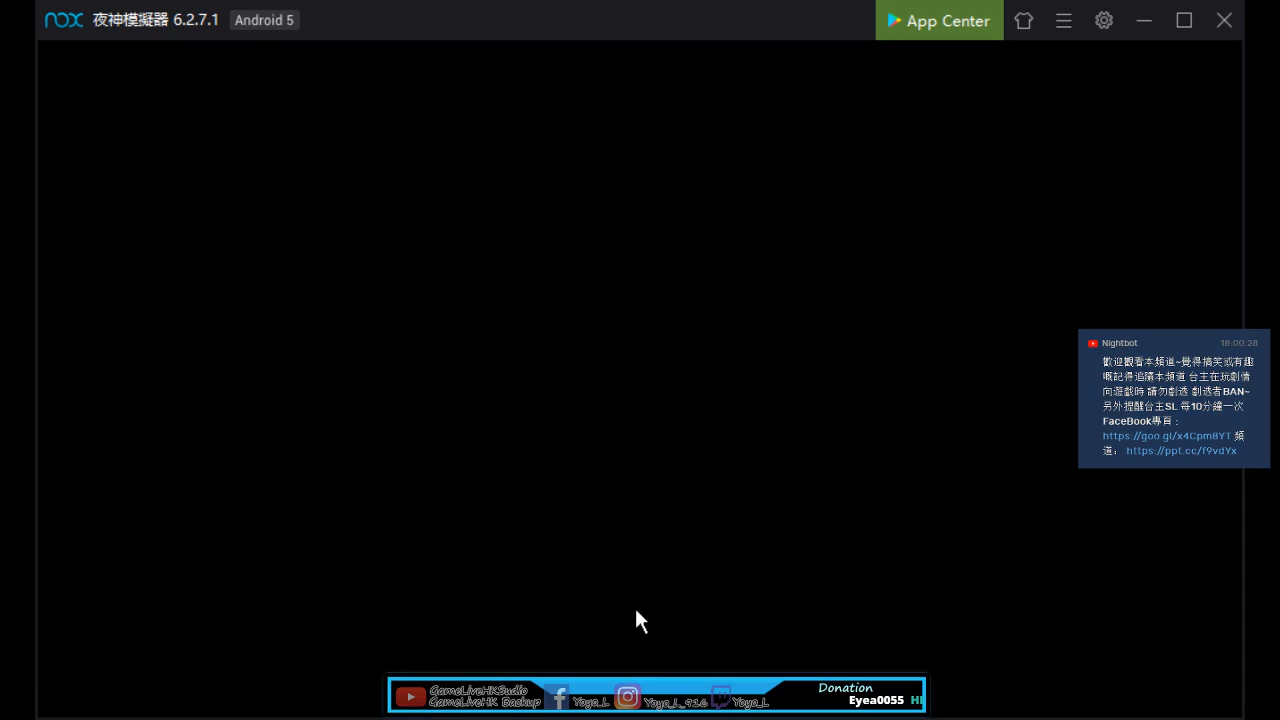 nox 夜神模擬器 6.2.7.1 Android 5
App Center
Nightbot 18:00:28
歡迎觀看本頻道~覺得搞笑或有趣
嘅記得追隨本頻道 台主在玩劇情
向遊戲時 請勿劇透 劇透者BAN~
另外提醒台主SL 每10分鐘一次
FaceBook專頁 :
https://goo.gl/x4Cpm8YT 頻
道: https://ppt.cc/f9vdYx
GameLiveHKSudio
GameLiveHK Backup
Yoyo_L
Yoyo_L_916
Yoyo_L
Donation
Eyea0055